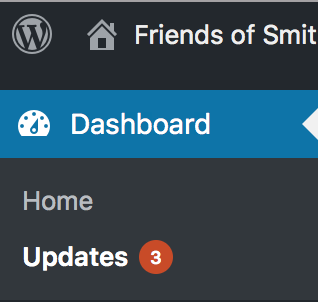 Friends of Smit
Dashboard
Home
Updates 3